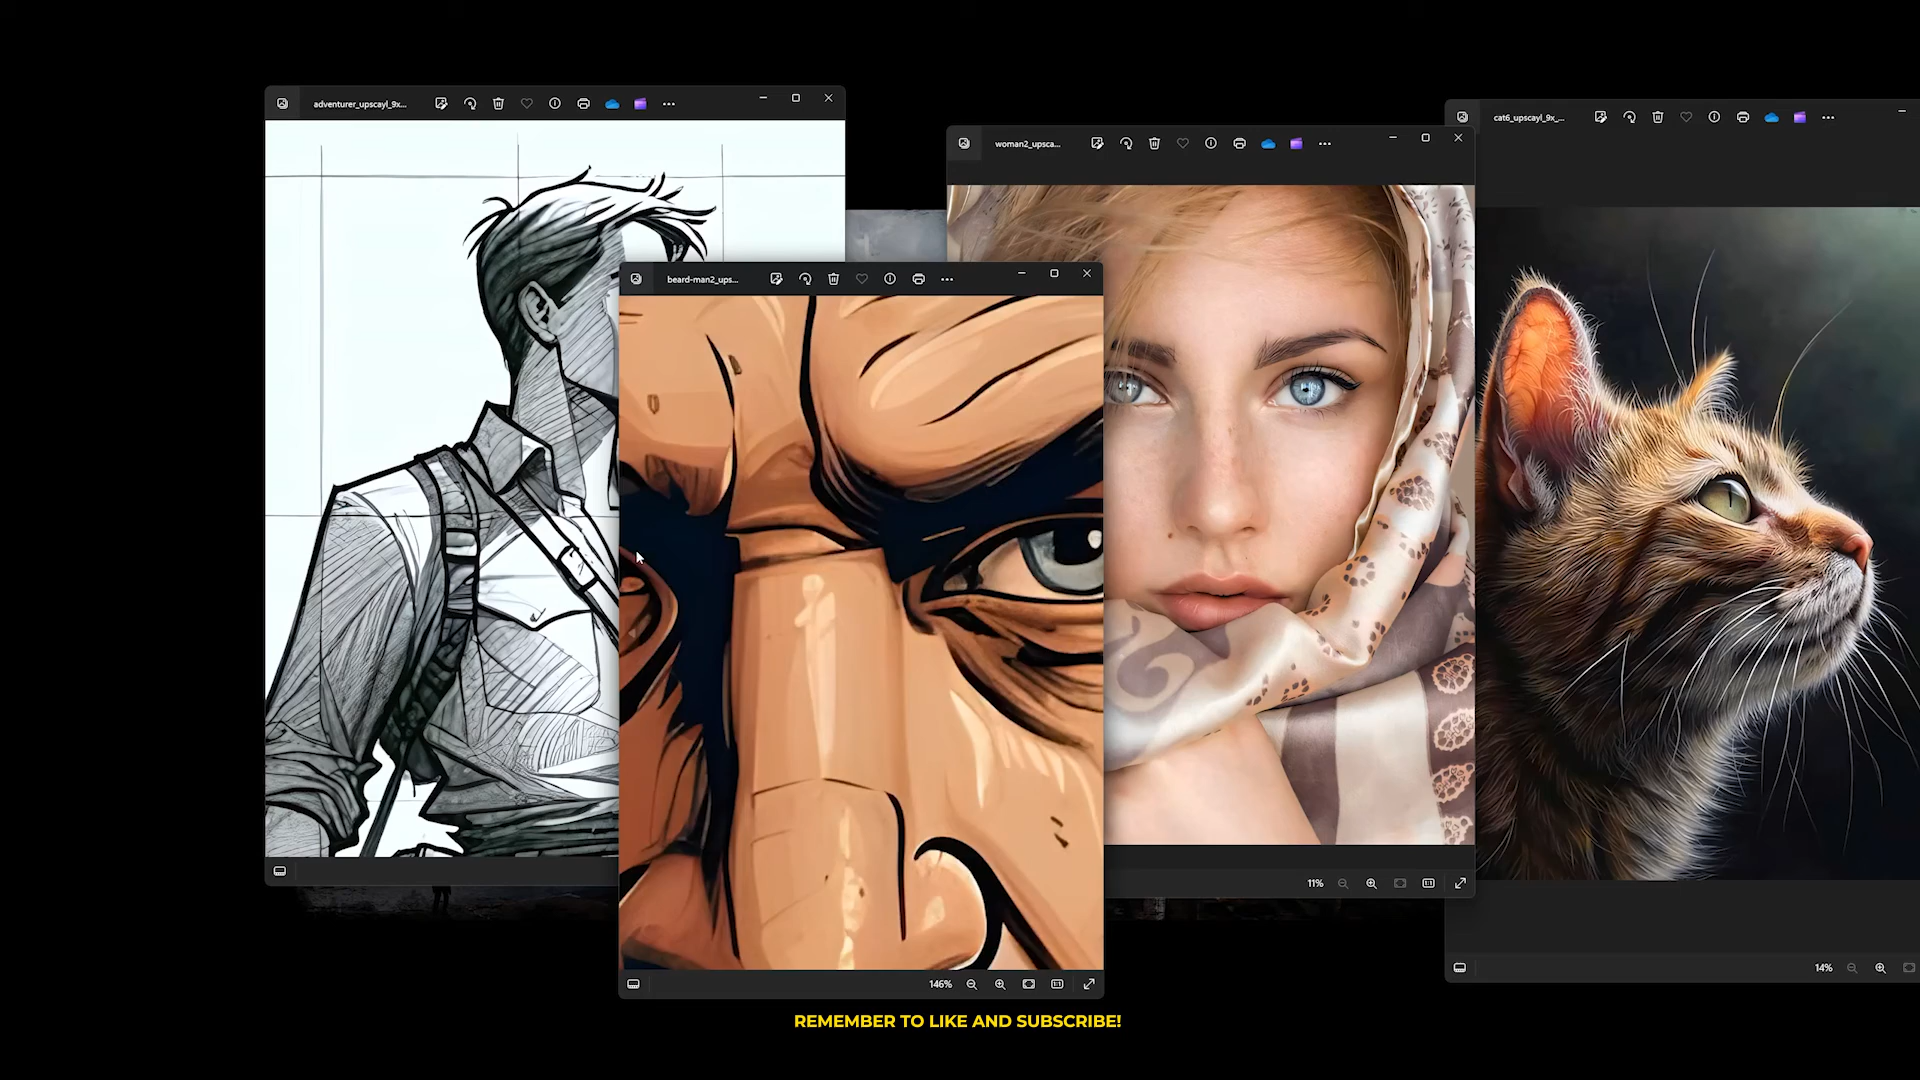 adventurer_upscayl_9x...
woman2_upsca...
cat6_upscayl_9x_...
beard-man2_ups...
11%
14%
146%
REMEMBER TO LIKE AND SUBSCRIBE!